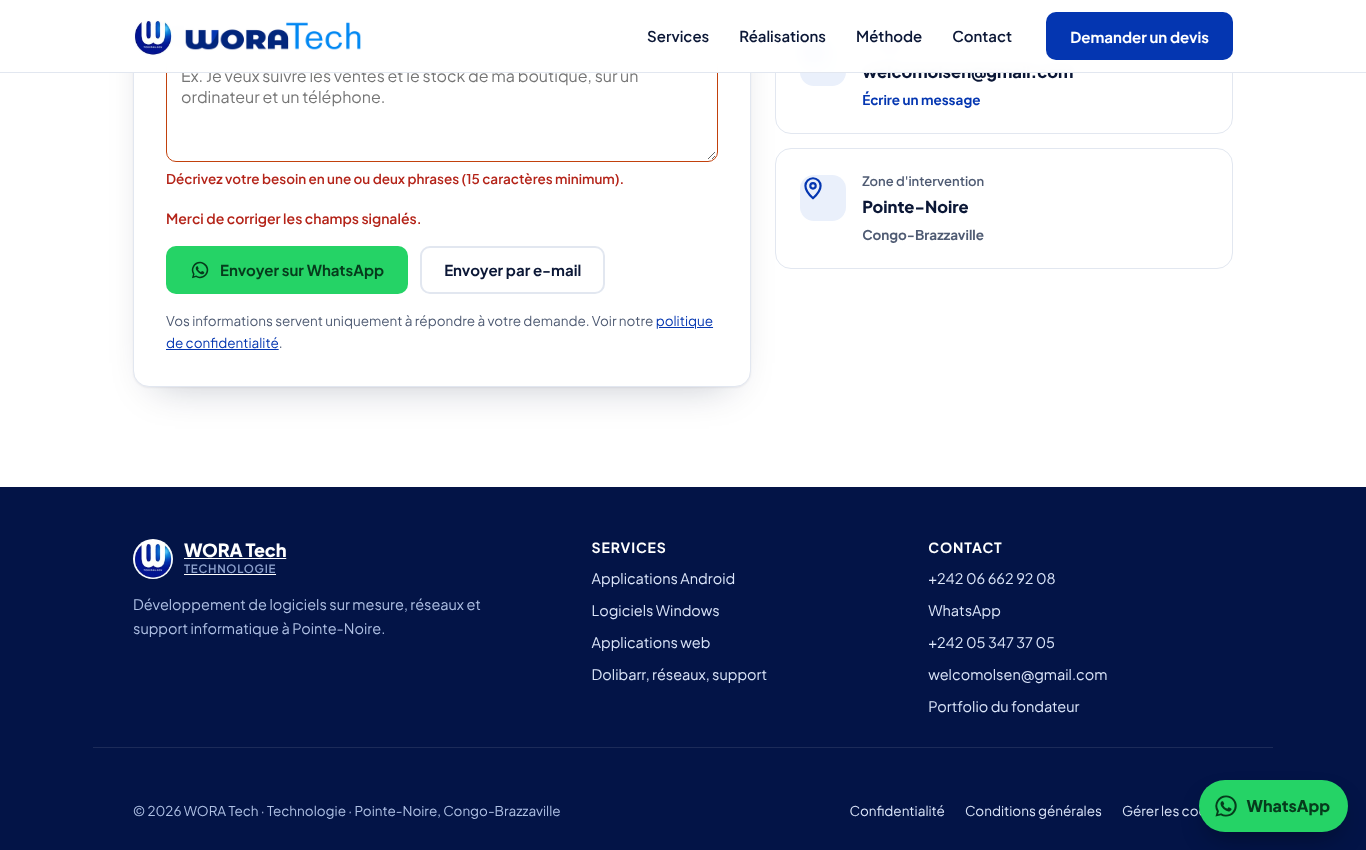 WORATech
Services
Réalisations
Méthode
Contact
Demander un devis
Ex. Je veux suivre les ventes et le stock de ma boutique, sur un
ordinateur et un téléphone.
Décrivez votre besoin en une ou deux phrases (15 caractères minimum).
Merci de corriger les champs signalés.
Envoyer sur WhatsApp
Envoyer par e-mail
Vos informations servent uniquement à répondre à votre demande. Voir notre politique
de confidentialité.
welcomolsen@gmail.com
Écrire un message
Zone d'intervention
Pointe-Noire
Congo-Brazzaville
WORA Tech
TECHNOLOGIE
Développement de logiciels sur mesure, réseaux et
support informatique à Pointe-Noire.
SERVICES
Applications Android
Logiciels Windows
Applications web
Dolibarr, réseaux, support
CONTACT
+242 06 662 92 08
WhatsApp
+242 05 347 37 05
welcomolsen@gmail.com
Portfolio du fondateur
© 2026 WORA Tech · Technologie · Pointe-Noire, Congo-Brazzaville
Confidentialité
Conditions générales
Gérer les
WhatsApp